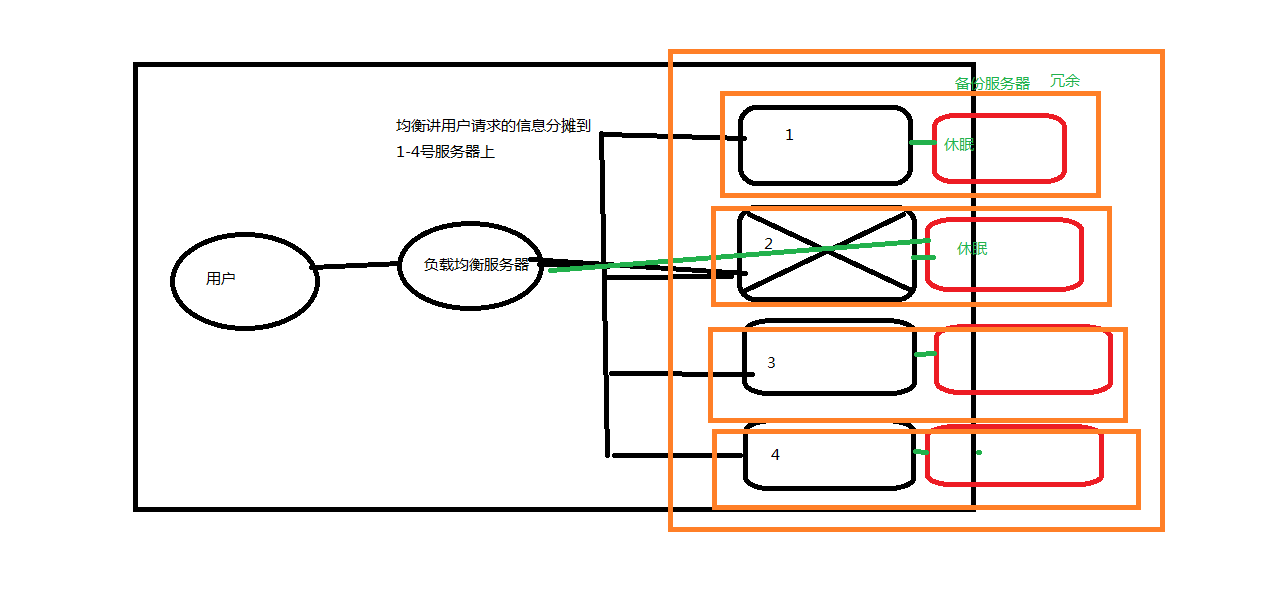 备份服务器 冗余
均衡讲用户请求的信息分摊到
1-4号服务器上
1
休眠
用户
负载均衡服务器
2
休眠
3
4